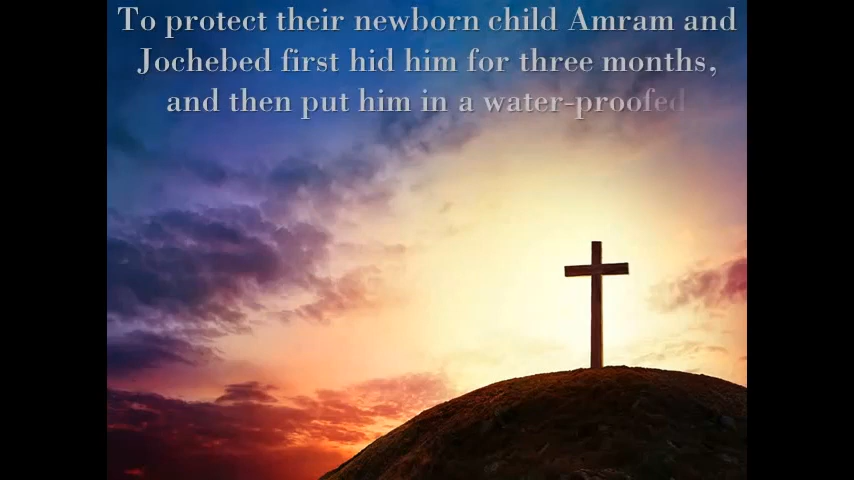 To protect their newborn child Amram and
Jochebed first hid him for three months,
and then put him in a water-proofed